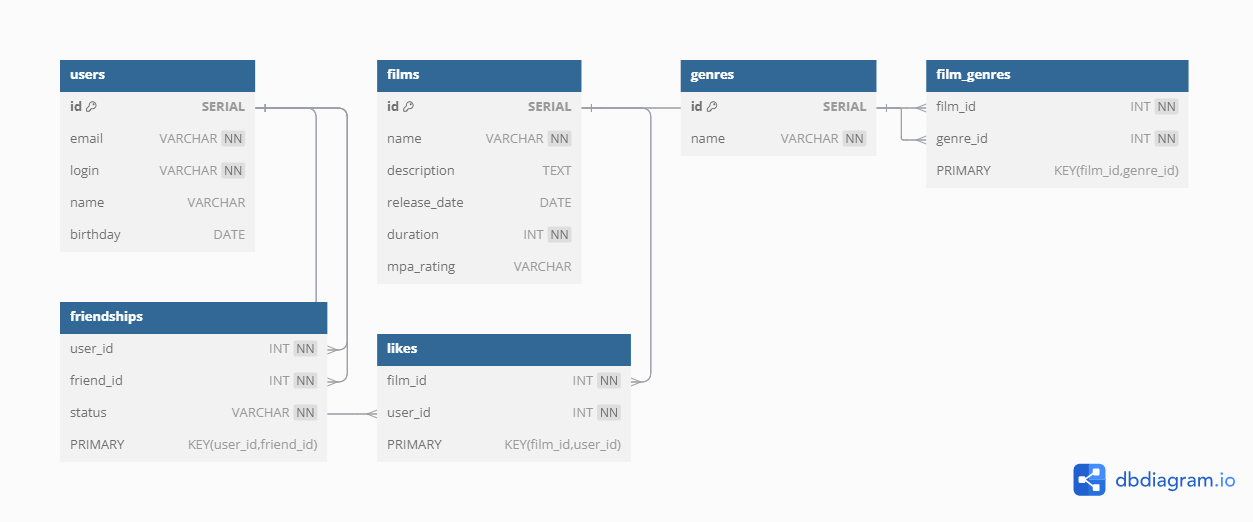 users
id SERIAL
email VARCHAR NN
login VARCHAR NN
name VARCHAR
birthday DATE
films
id SERIAL
name VARCHAR NN
description TEXT
release_date DATE
duration INT NN
mpa_rating VARCHAR
genres
id SERIAL
name VARCHAR NN
film_genres
film_id INT NN
genre_id INT NN
PRIMARY KEY(film_id,genre_id)
friendships
user_id INT NN
friend_id INT NN
status VARCHAR NN
PRIMARY KEY(user_id,friend_id)
likes
film_id INT NN
user_id INT NN
PRIMARY KEY(film_id,user_id)
dbdiagram.io